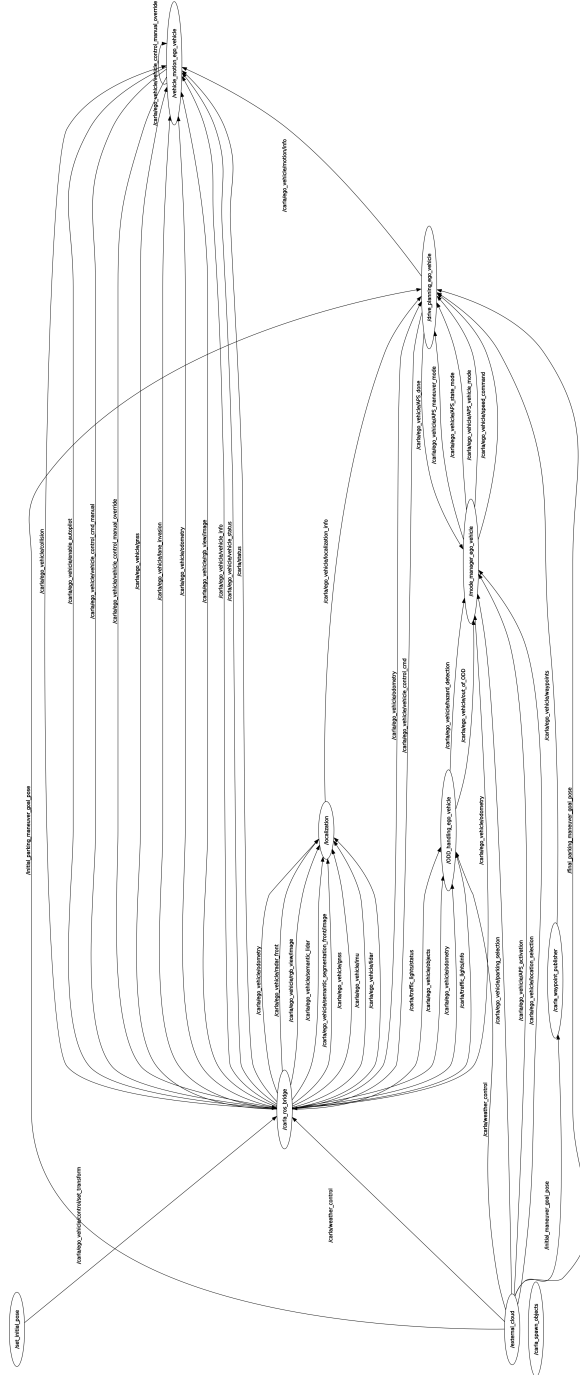 /carla/ego_vehicle/vehicle_control_manual_override
/vehicle_motion_ego_vehicle
/carla/ego_vehicle/motion/info
/drive_planning_ego_vehicle
/initial_parking_maneuver_goal_pose
/carla/ego_vehicle/collision
/carla/ego_vehicle/enable_autopilot
/carla/ego_vehicle/vehicle_control_cmd_manual
/carla/ego_vehicle/vehicle_control_manual_override
/carla/ego_vehicle/gnss
/carla/ego_vehicle/lane_invasion
/carla/ego_vehicle/odometry
/carla/ego_vehicle/rgb_view/image
/carla/ego_vehicle/vehicle_info
/carla/ego_vehicle/vehicle_status
/carla/status
/carla/ego_vehicle/localization_info
/carla/ego_vehicle/APS_done
/carla/ego_vehicle/APS_maneuver_mode
/carla/ego_vehicle/APS_state_mode
/carla/ego_vehicle/APS_vehicle_mode
/carla/ego_vehicle/speed_command
/mode_manager_ego_vehicle
/carla/ego_vehicle/odometry
/carla/ego_vehicle/vehicle_control_cmd
/carla/ego_vehicle/hazard_detection
/carla/ego_vehicle/out_of_ODD
/carla/ego_vehicle/waypoints
/final_parking_maneuver_goal_pose
/localization
/ODD_handling_ego_vehicle
/carla/ego_vehicle/odometry
/carla/ego_vehicle/odometry
/carla/ego_vehicle/radar_front
/carla/ego_vehicle/rgb_view/image
/carla/ego_vehicle/semantic_lidar
/carla/ego_vehicle/semantic_segmentation_front/image
/carla/ego_vehicle/gnss
/carla/ego_vehicle/imu
/carla/ego_vehicle/lidar
/carla/traffic_lights/status
/carla/ego_vehicle/objects
/carla/ego_vehicle/odometry
/carla/traffic_lights/info
/carla/ego_vehicle/parking_selection
/carla/ego_vehicle/APS_activation
/carla/ego_vehicle/location_selection
/carla_waypoint_publisher
/carla_ros_bridge
/carla/weather_control
/carla/ego_vehicle/control/set_transform
/carla/weather_control
/initial_maneuver_goal_pose
/set_initial_pose
/external_cloud
/carla_spawn_objects